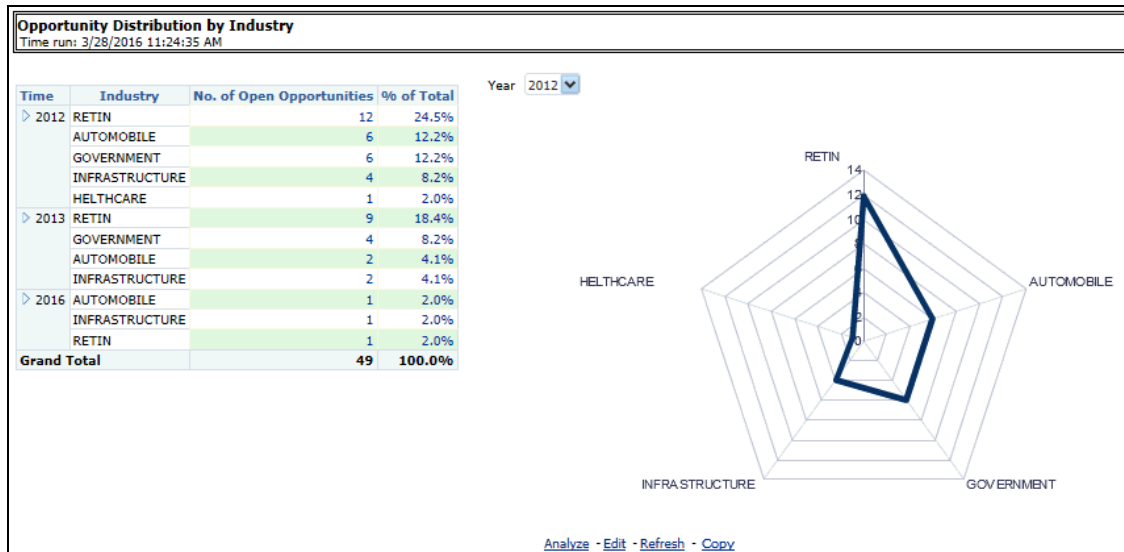 Opportunity Distribution by Industry
Time run: 3/28/2016 11:24:35 AM
Year 2012
Time Industry No. of Open Opportunities % of Total
2012 RETIN 12 24.5%
AUTOMOBILE 6 12.2%
GOVERNMENT 6 12.2%
INFRASTRUCTURE 4 8.2%
HELTHCARE 1 2.0%
2013 RETIN 9 18.4%
GOVERNMENT 4 8.2%
AUTOMOBILE 2 4.1%
INFRASTRUCTURE 2 4.1%
2016 AUTOMOBILE 1 2.0%
INFRASTRUCTURE 1 2.0%
RETIN 1 2.0%
Grand Total 49 100.0%
RETIN
14
12
10
8
6
4
2
0
HELTHCARE
AUTOMOBILE
INFRASTRUCTURE
GOVERNMENT
Analyze - Edit - Refresh - Copy